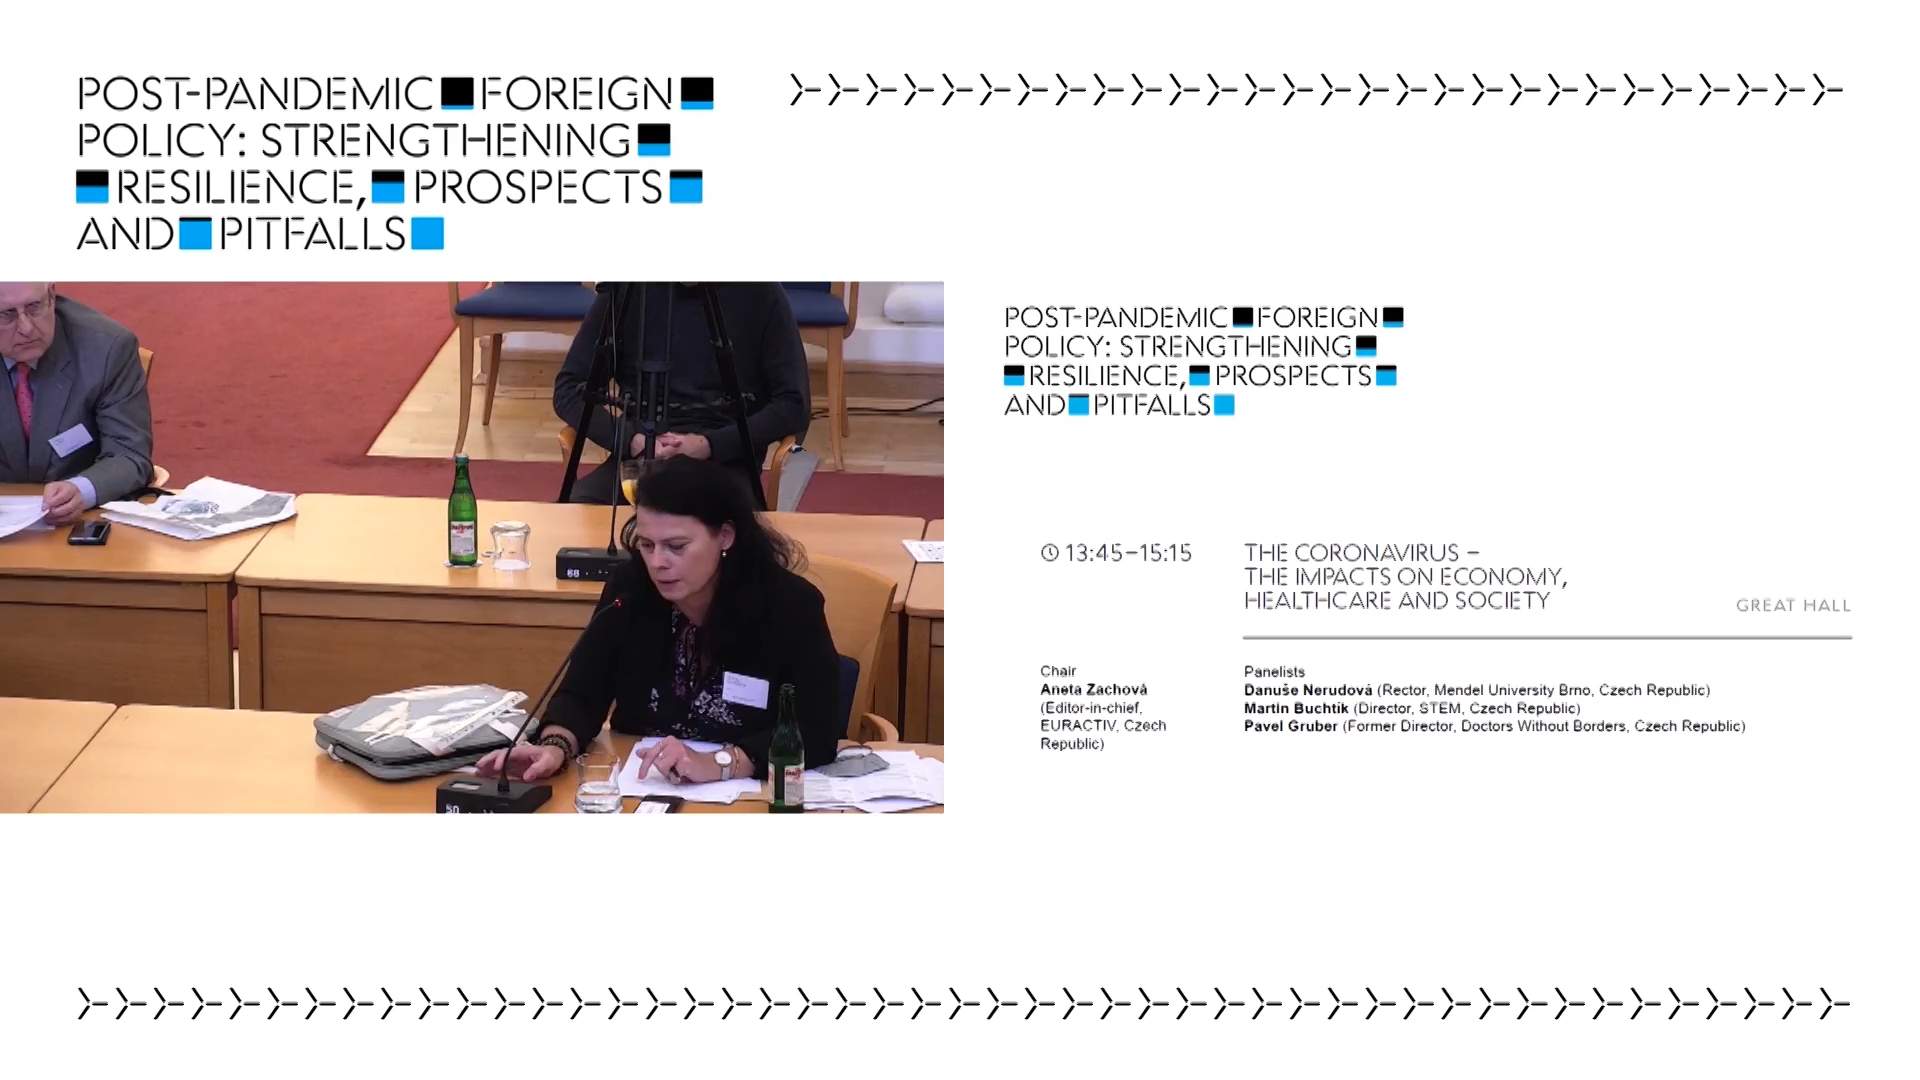 POST-PANDEMIC FOREIGN
POLICY: STRENGTHENING
RESILIENCE, PROSPECTS
AND PITFALLS
POST-PANDEMIC FOREIGN
POLICY: STRENGTHENING
RESILIENCE, PROSPECTS
AND PITFALLS
13:45–15:15
THE CORONAVIRUS –
THE IMPACTS ON ECONOMY,
HEALTHCARE AND SOCIETY
GREAT HALL
Chair
Aneta Zachová
(Editor-in-chief,
EURACTIV, Czech
Republic)
Panelists
Danuše Nerudová (Rector, Mendel University Brno, Czech Republic)
Martin Buchtík (Director, STEM, Czech Republic)
Pavel Gruber (Former Director, Doctors Without Borders, Czech Republic)
68
50